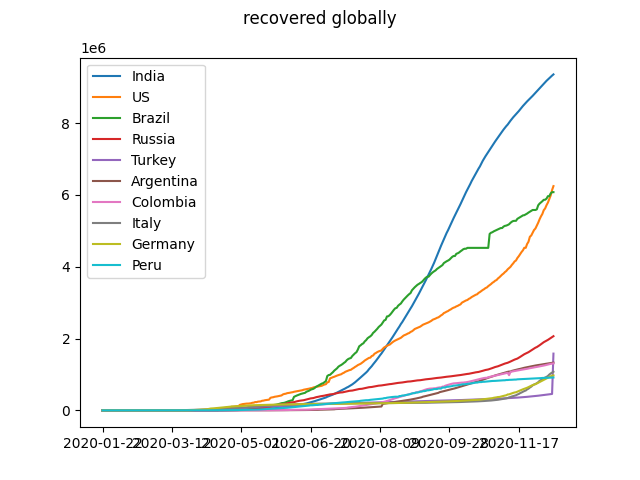 recovered globally
1e6
India
US
Brazil
Russia
Turkey
Argentina
Colombia
Italy
Germany
Peru
8
6
4
2
0
2020-01-22 2020-03-12 2020-05-01 2020-06-20 2020-08-09 2020-09-28 2020-11-17